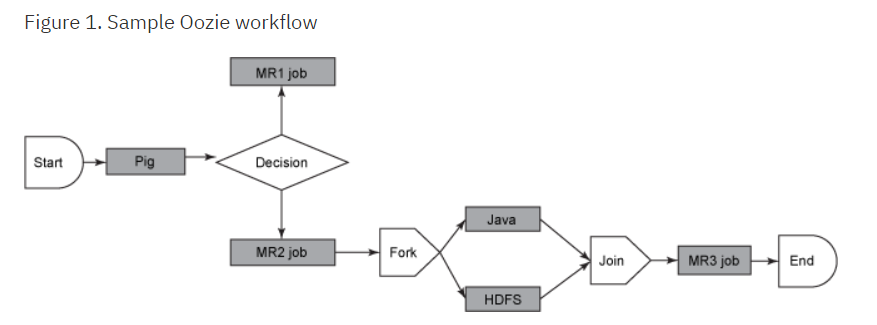 Figure 1. Sample Oozie workflow
MR1 job
Start
Pig
Decision
MR2 job
Fork
Java
HDFS
Join
MR3 job
End